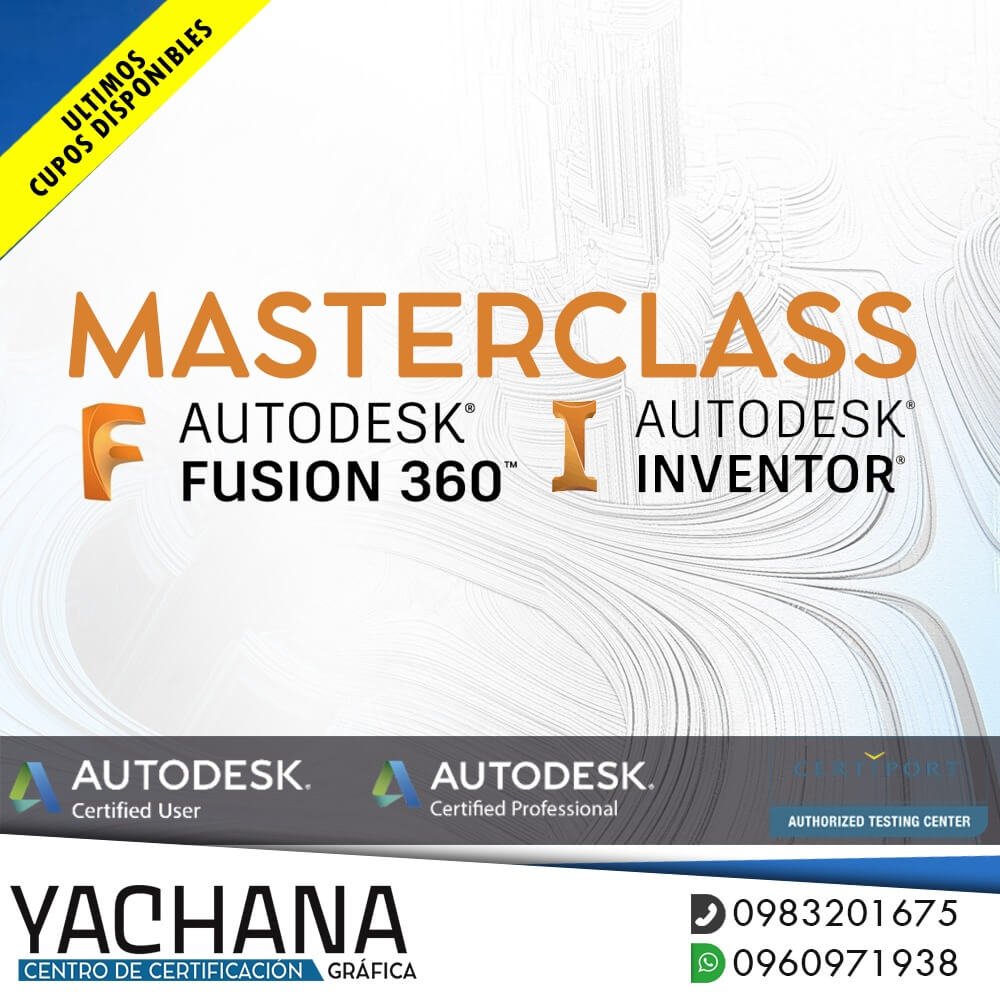 ULTIMOS
CUPOS DISPONIBLES
MASTERCLASS
AUTODESK®
FUSION 360™
AUTODESK®
INVENTOR®
AUTODESK®
Certified User
AUTODESK®
Certified Professional
CERTIPORT
AUTHORIZED TESTING CENTER
YACHANA
CENTRO DE CERTIFICACIÓN GRÁFICA
0983201675
0960971938